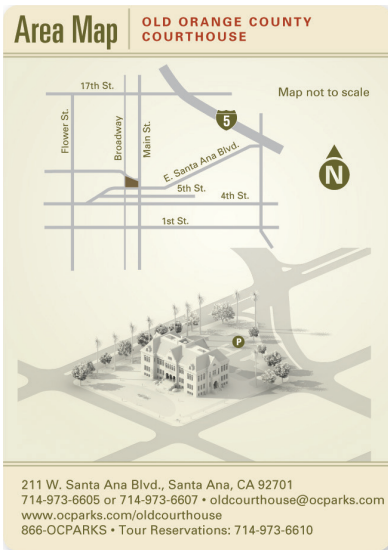 Area Map
OLD ORANGE COUNTY
COURTHOUSE
17th St.
Map not to scale
Flower St.
Broadway
Main St.
5
E. Santa Ana Blvd.
N
5th St.
4th St.
1st St.
P
211 W. Santa Ana Blvd., Santa Ana, CA 92701
714-973-6605 or 714-973-6607 • oldcourthouse@ocparks.com
www.ocparks.com/oldcourthouse
866-OCPARKS • Tour Reservations: 714-973-6610